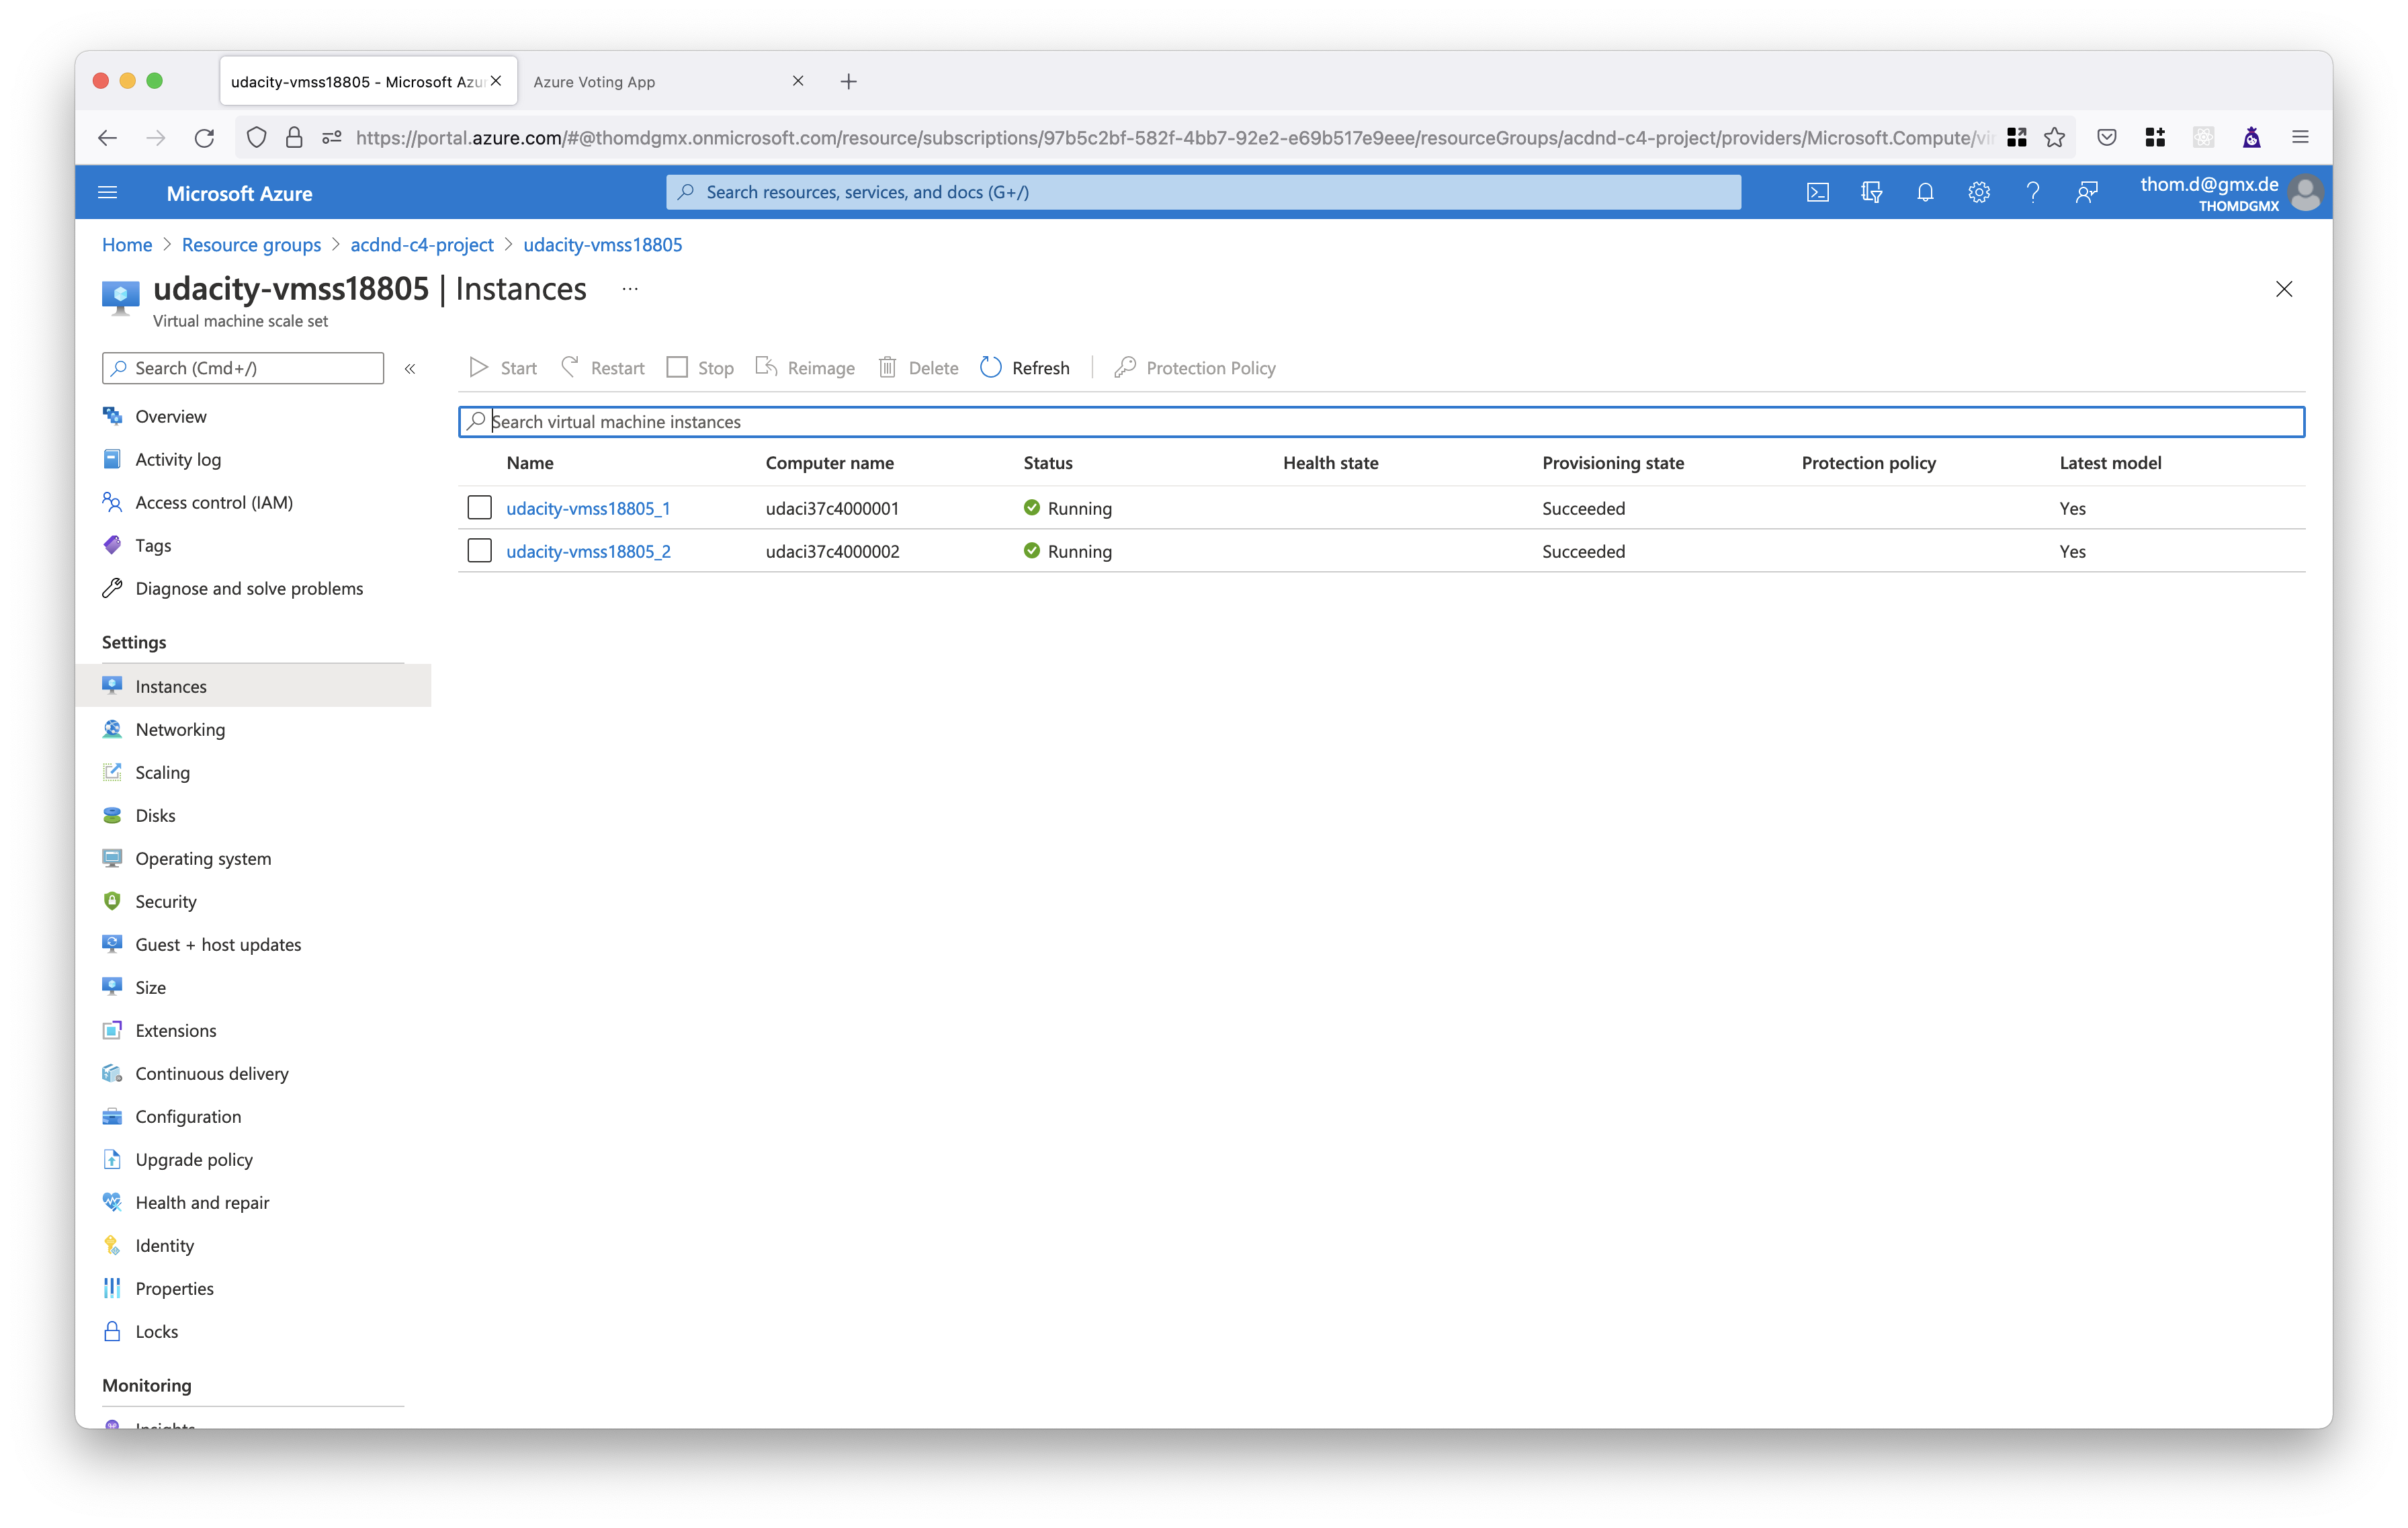 udacity-vmss18805 - Microsoft Azu
Azure Voting App
https://portal.azure.com/#@thomdgmx.onmicrosoft.com/resource/subscriptions/97b5c2bf-582f-4bb7-92e2-e69b517e9eee/resourceGroups/acdnd-c4-project/providers/Microsoft.Compute/vir
Microsoft Azure
Search resources, services, and docs (G+/)
thom.d@gmx.de
THOMDGMX
Home > Resource groups > acdnd-c4-project > udacity-vmss18805
udacity-vmss18805 | Instances ...
Virtual machine scale set
Search (Cmd+/) «
Start Restart Stop Reimage Delete Refresh Protection Policy
Search virtual machine instances
Name Computer name Status Health state Provisioning state Protection policy Latest model
udacity-vmss18805_1 udaci37c4000001 Running Succeeded Yes
udacity-vmss18805_2 udaci37c4000002 Running Succeeded Yes
Overview
Activity log
Access control (IAM)
Tags
Diagnose and solve problems
Settings
Instances
Networking
Scaling
Disks
Operating system
Security
Guest + host updates
Size
Extensions
Continuous delivery
Configuration
Upgrade policy
Health and repair
Identity
Properties
Locks
Monitoring
Insights